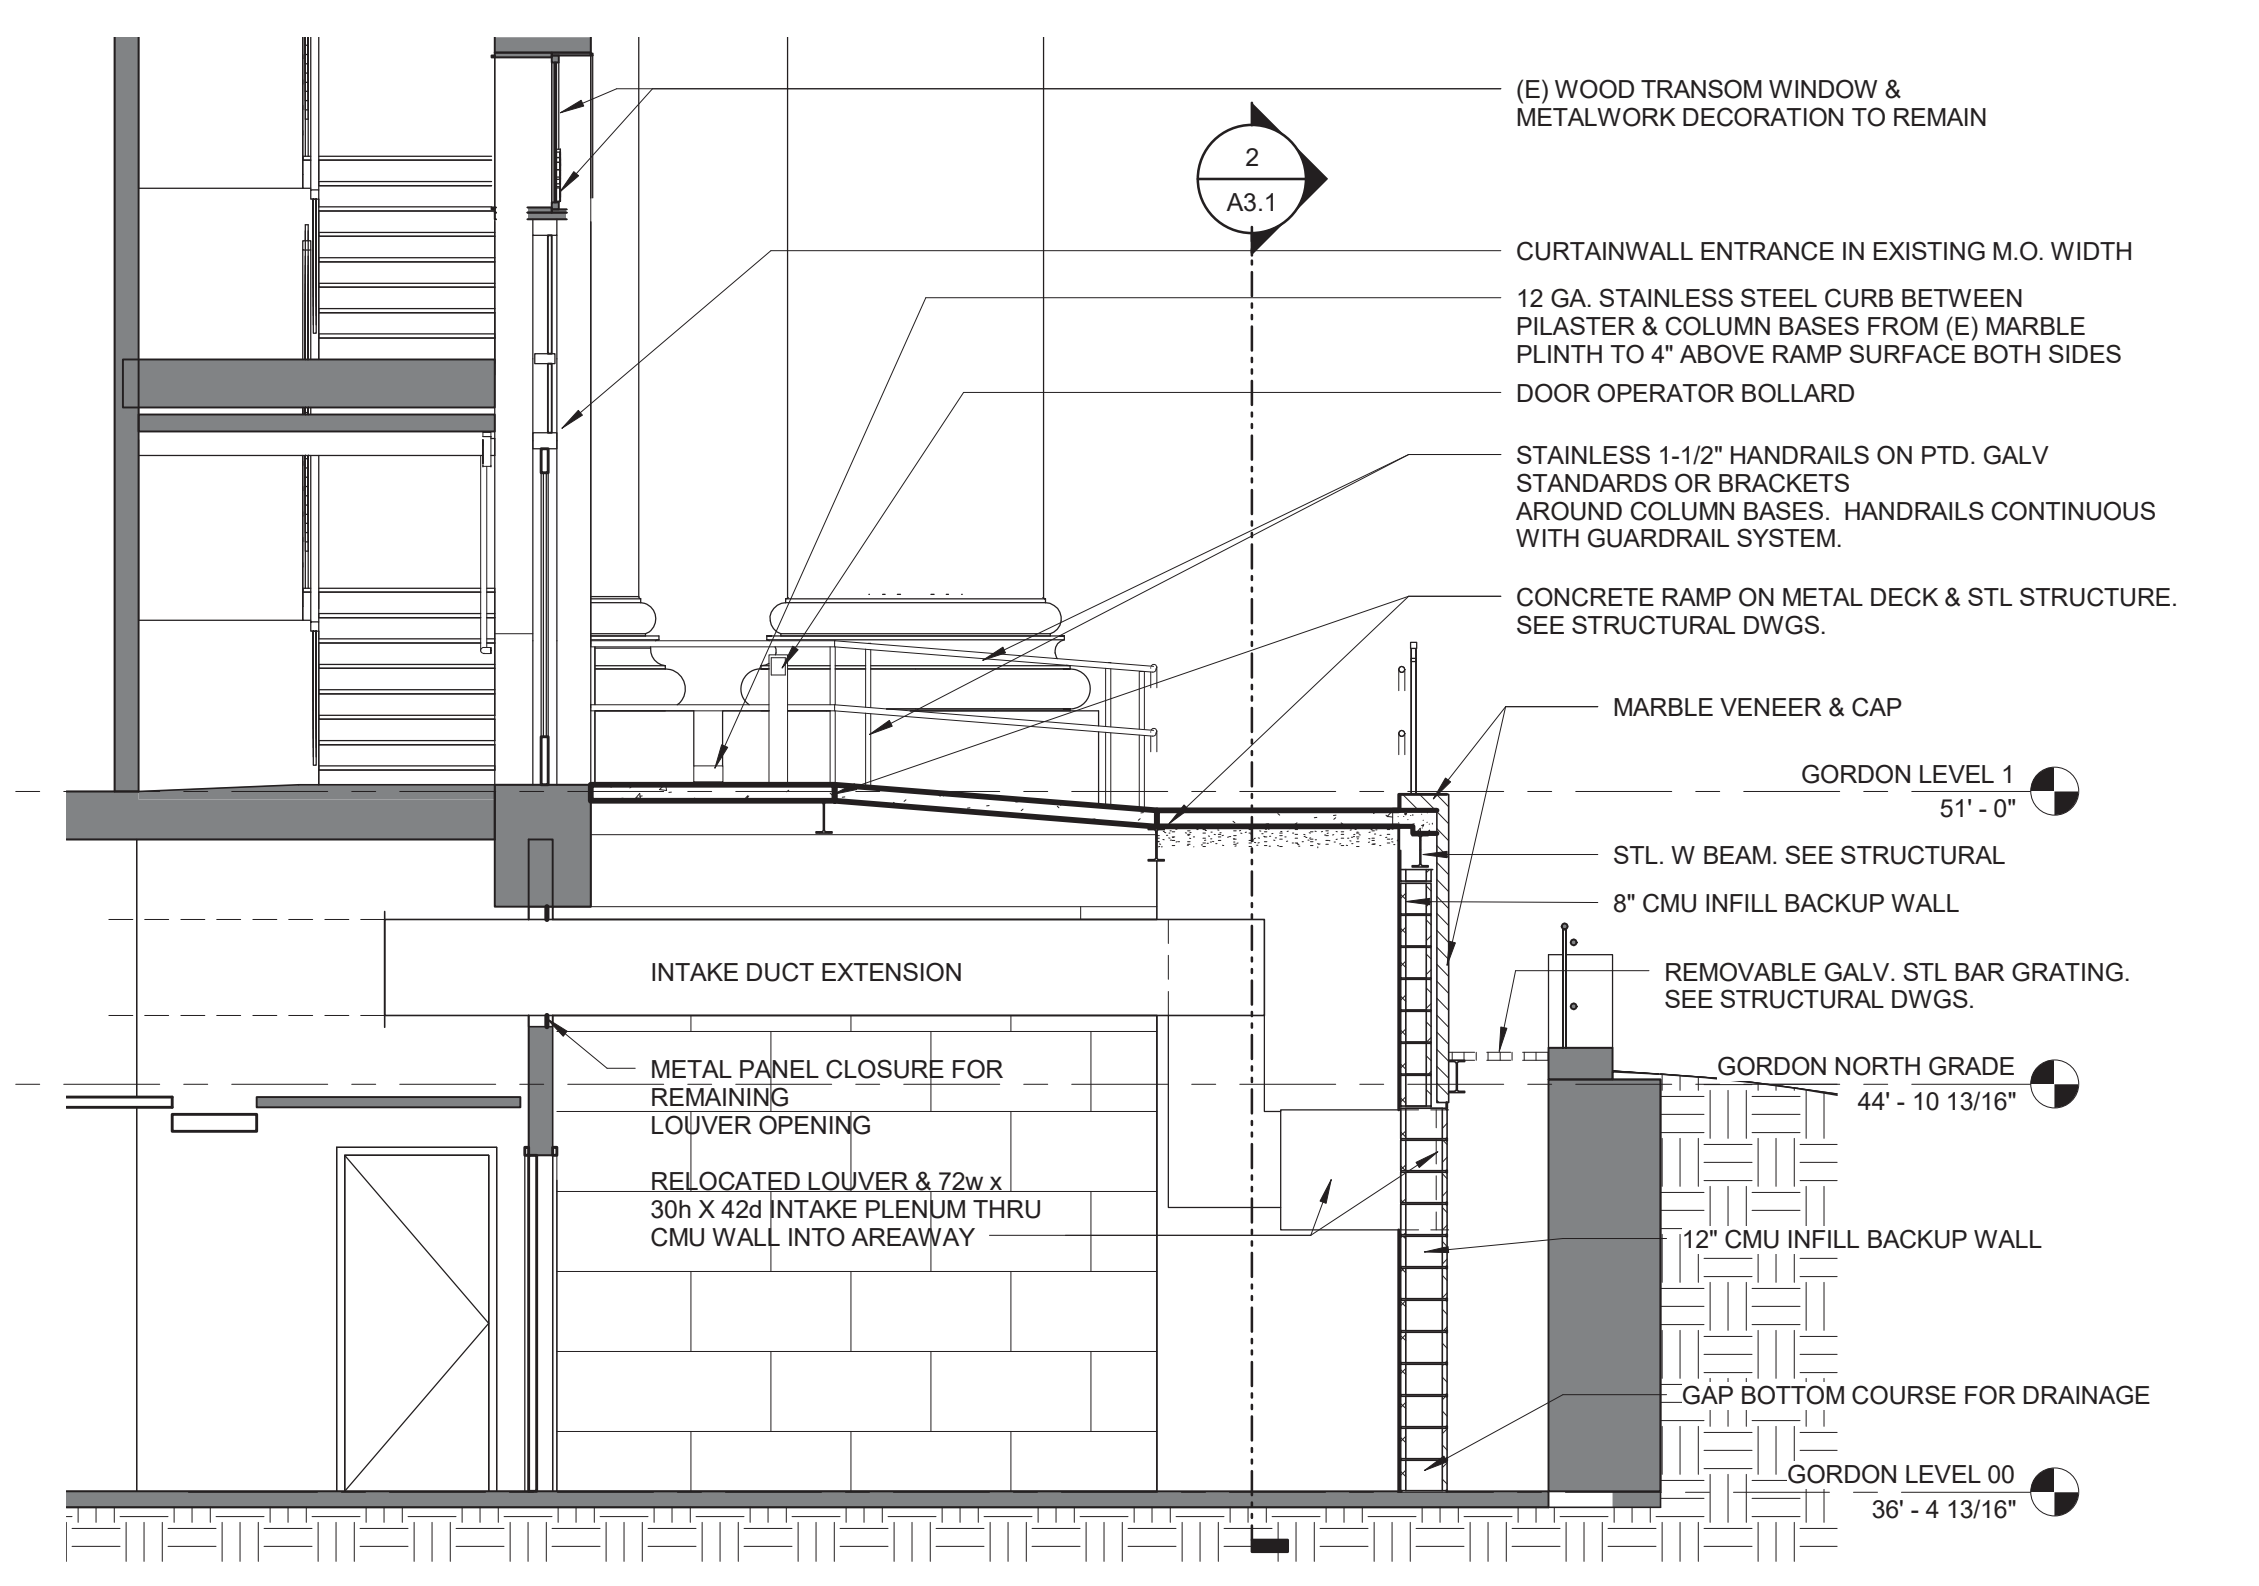 (E) WOOD TRANSOM WINDOW &
METALWORK DECORATION TO REMAIN
2
A3.1
CURTAINWALL ENTRANCE IN EXISTING M.O. WIDTH
12 GA. STAINLESS STEEL CURB BETWEEN
PILASTER & COLUMN BASES FROM (E) MARBLE
PLINTH TO 4" ABOVE RAMP SURFACE BOTH SIDES
DOOR OPERATOR BOLLARD
STAINLESS 1-1/2" HANDRAILS ON PTD. GALV
STANDARDS OR BRACKETS
AROUND COLUMN BASES. HANDRAILS CONTINUOUS
WITH GUARDRAIL SYSTEM.
CONCRETE RAMP ON METAL DECK & STL STRUCTURE.
SEE STRUCTURAL DWGS.
MARBLE VENEER & CAP
GORDON LEVEL 1
51' - 0"
STL. W BEAM. SEE STRUCTURAL
8" CMU INFILL BACKUP WALL
INTAKE DUCT EXTENSION
REMOVABLE GALV. STL BAR GRATING.
SEE STRUCTURAL DWGS.
METAL PANEL CLOSURE FOR
REMAINING
LOUVER OPENING
GORDON NORTH GRADE
44' - 10 13/16"
RELOCATED LOUVER & 72w x
30h X 42d INTAKE PLENUM THRU
CMU WALL INTO AREAWAY
12" CMU INFILL BACKUP WALL
GAP BOTTOM COURSE FOR DRAINAGE
GORDON LEVEL 00
36' - 4 13/16"